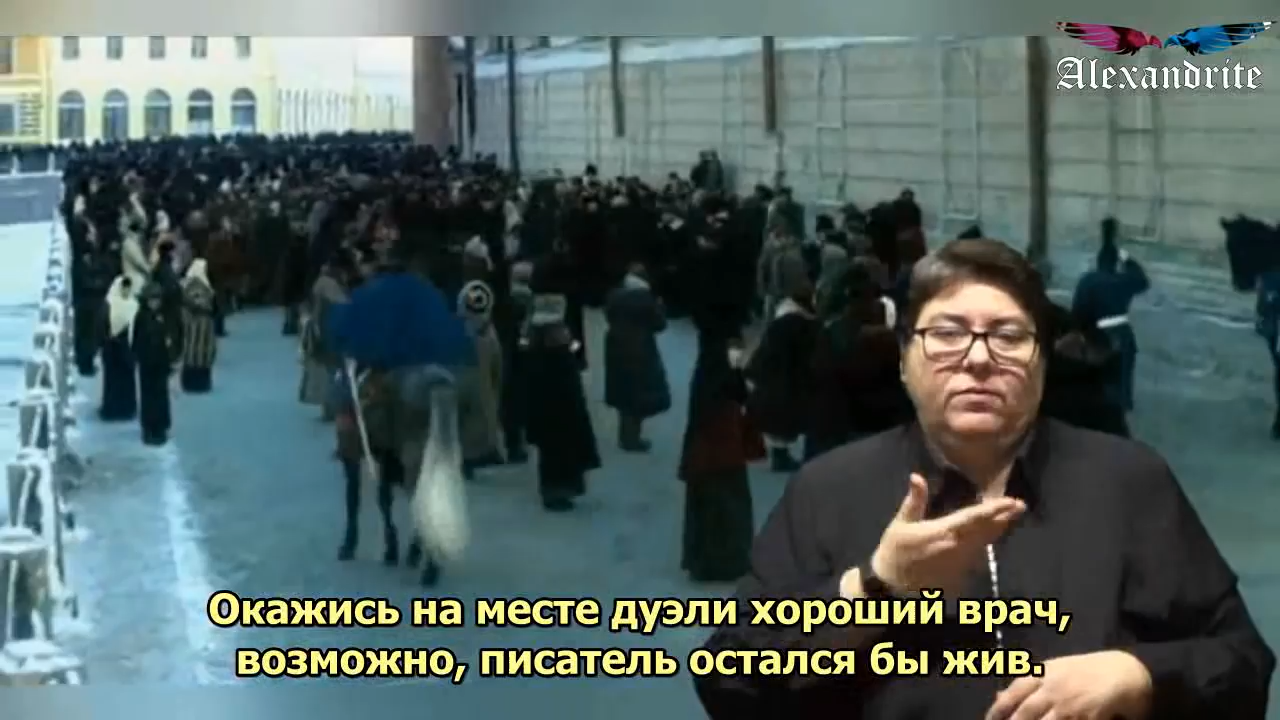 Alexandrite
Окажись на месте дуэли хороший врач,
возможно, писатель остался бы жив.